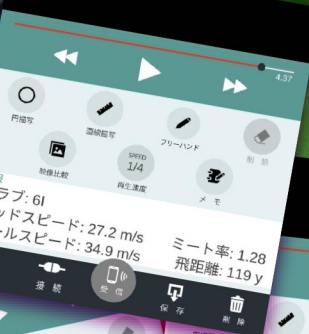 4.37
円描写
直線描写
フリーハンド
削 除
映像比較
SPEED
1/4
再生速度
メ モ
ラブ: 6I
ッドスピード: 27.2 m/s
ールスピード: 34.9 m/s
ミート率: 1.28
飛距離: 119 y
接 続
受 信
保 存
削 除